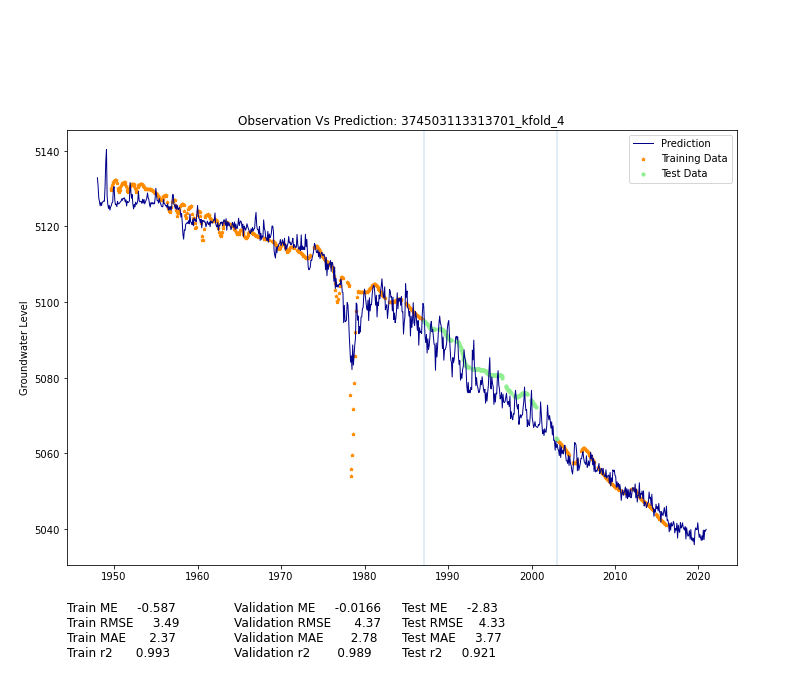 Observation Vs Prediction: 374503113313701_kfold_4
Prediction
Training Data
Test Data
Groundwater Level
5140
5120
5100
5080
5060
5040
1950 1960 1970 1980 1990 2000 2010 2020
Train ME -0.587 Validation ME -0.0166 Test ME -2.83
Train RMSE 3.49 Validation RMSE 4.37 Test RMSE 4.33
Train MAE 2.37 Validation MAE 2.78 Test MAE 3.77
Train r2 0.993 Validation r2 0.989 Test r2 0.921